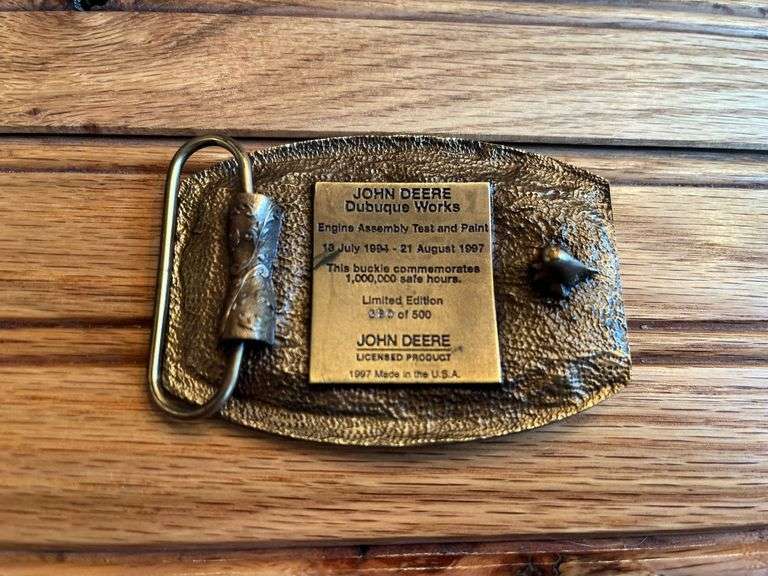 JOHN DEERE
Dubuque Works
Engine Assembly Test and Paint
July 1994 - 21 August 1997
This buckle commemorates
1,000,000 safe hours.
Limited Edition
of 500
JOHN DEERE
LICENSED PRODUCT
1997 Made in the U.S.A.